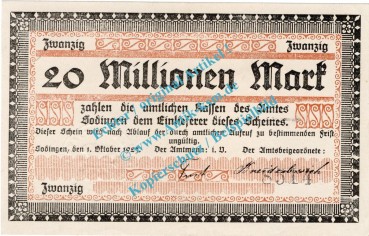 Zwanzig
Zwanzig
20 Millionen Mark
zahlen die amtlichen Kassen des Amtes
Sodingen dem Einlieferer dieses Scheines.
Dieser Schein wird nach Ablauf der durch amtlichen Aufruf zu bestimmenden Frist
ungültig.
Sodingen, den 1. Oktober 1923. Der Amtmann: i. V. Der Amtsbeigeordnete:
Zwanzig